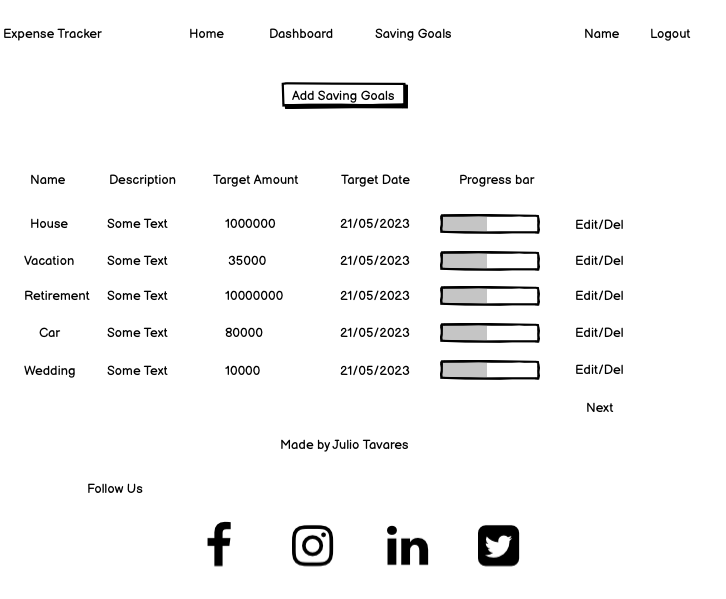 Expense Tracker Home Dashboard Saving Goals Name Logout
Add Saving Goals
Name Description Target Amount Target Date Progress bar
House Some Text 1000000 21/05/2023 Edit/Del
Vacation Some Text 35000 21/05/2023 Edit/Del
Retirement Some Text 10000000 21/05/2023 Edit/Del
Car Some Text 80000 21/05/2023 Edit/Del
Wedding Some Text 10000 21/05/2023 Edit/Del
Next
Made by Julio Tavares
Follow Us